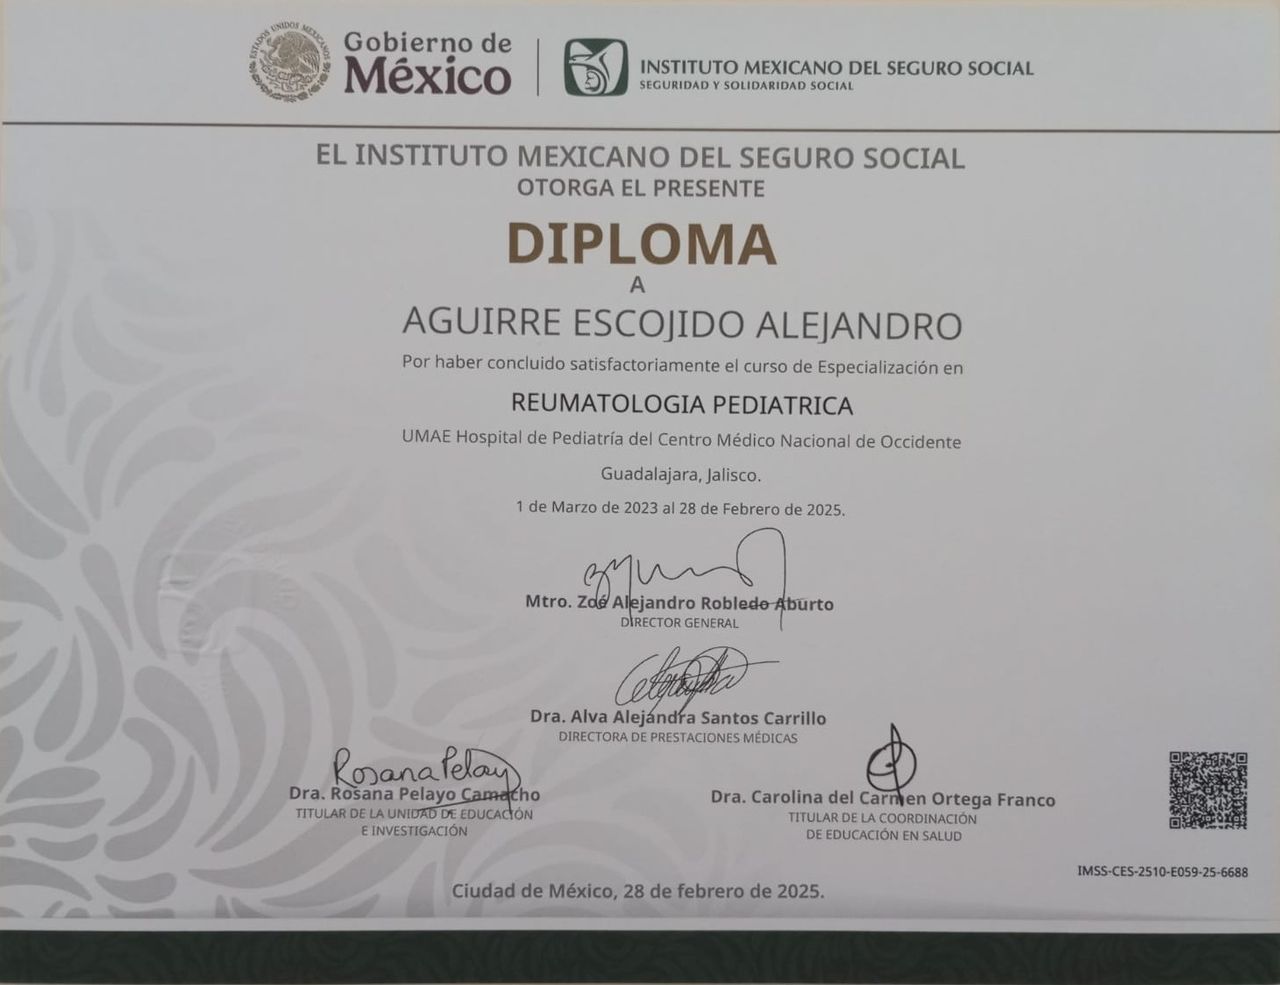 ESTADOS UNIDOS MEXICANOS
Gobierno de
México
INSTITUTO MEXICANO DEL SEGURO SOCIAL
SEGURIDAD Y SOLIDARIDAD SOCIAL
EL INSTITUTO MEXICANO DEL SEGURO SOCIAL
OTORGA EL PRESENTE
DIPLOMA
A
AGUIRRE ESCOJIDO ALEJANDRO
Por haber concluido satisfactoriamente el curso de Especialización en
REUMATOLOGIA PEDIATRICA
UMAE Hospital de Pediatría del Centro Médico Nacional de Occidente
Guadalajara, Jalisco.
1 de Marzo de 2023 al 28 de Febrero de 2025.
Mtro. Zoé Alejandro Robledo Aburto
DIRECTOR GENERAL
Dra. Alva Alejandra Santos Carrillo
DIRECTORA DE PRESTACIONES MÉDICAS
Rosana Pelayo
Dra. Rosana Pelayo Camacho
TITULAR DE LA UNIDAD DE EDUCACIÓN
E INVESTIGACIÓN
Dra. Carolina del Carmen Ortega Franco
TITULAR DE LA COORDINACIÓN
DE EDUCACIÓN EN SALUD
IMSS-CES-2510-E059-25-6688
Ciudad de México, 28 de febrero de 2025.